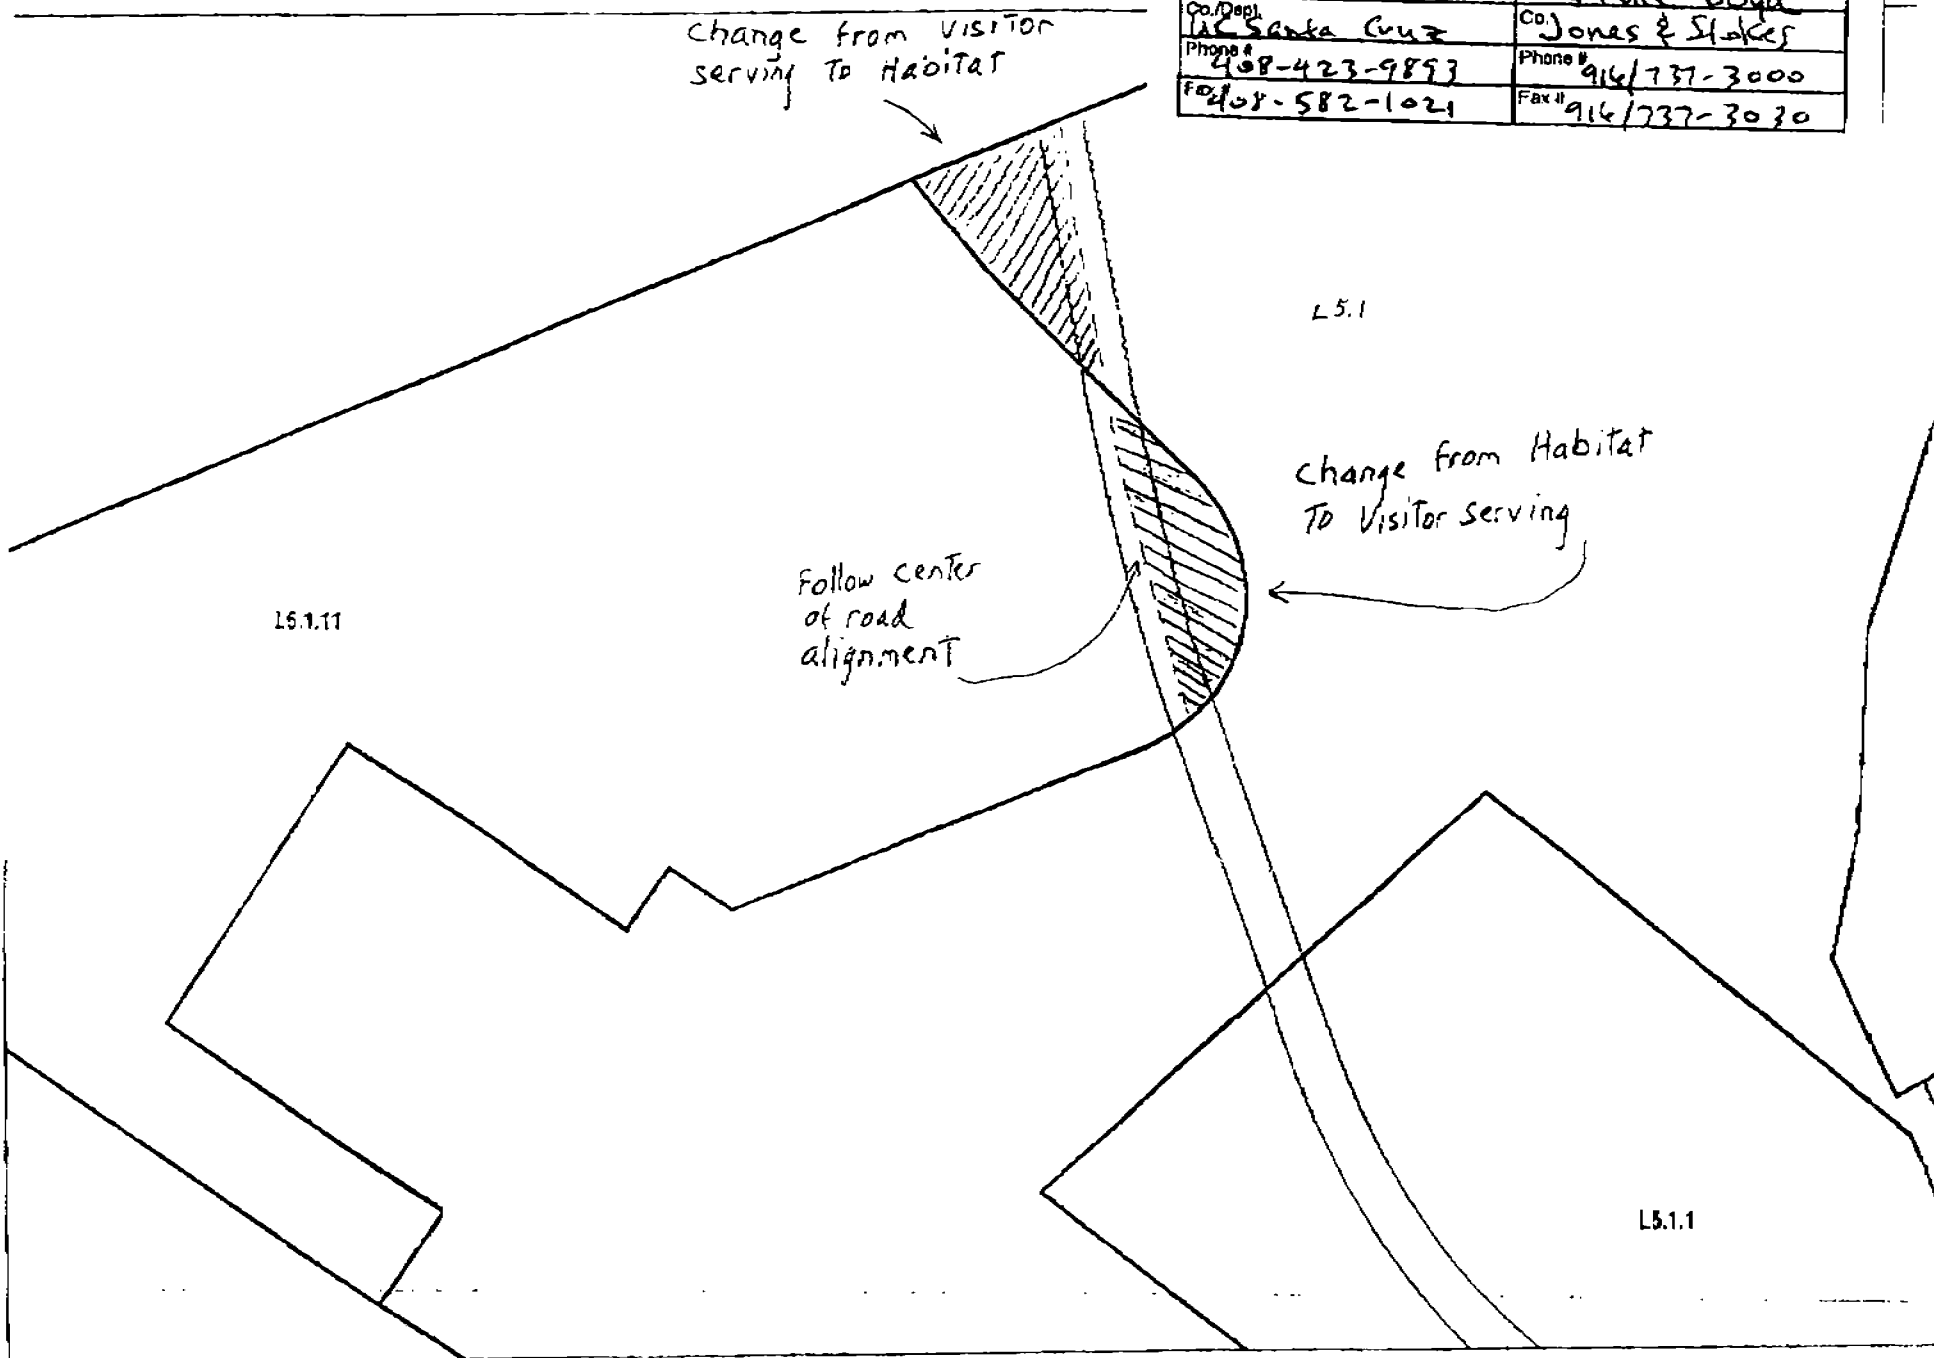 Change from Visitor
serving To Habitat
Co./Dept. UC Santa Cruz
Co. Jones & Stokes
Phone # 408-423-9893
Phone # 916/737-3000
Fax # 408-582-1021
Fax # 916/737-3030
L5.1
Change from Habitat
To Visitor serving
Follow center
of road
alignment
L5.1.11
L5.1.1